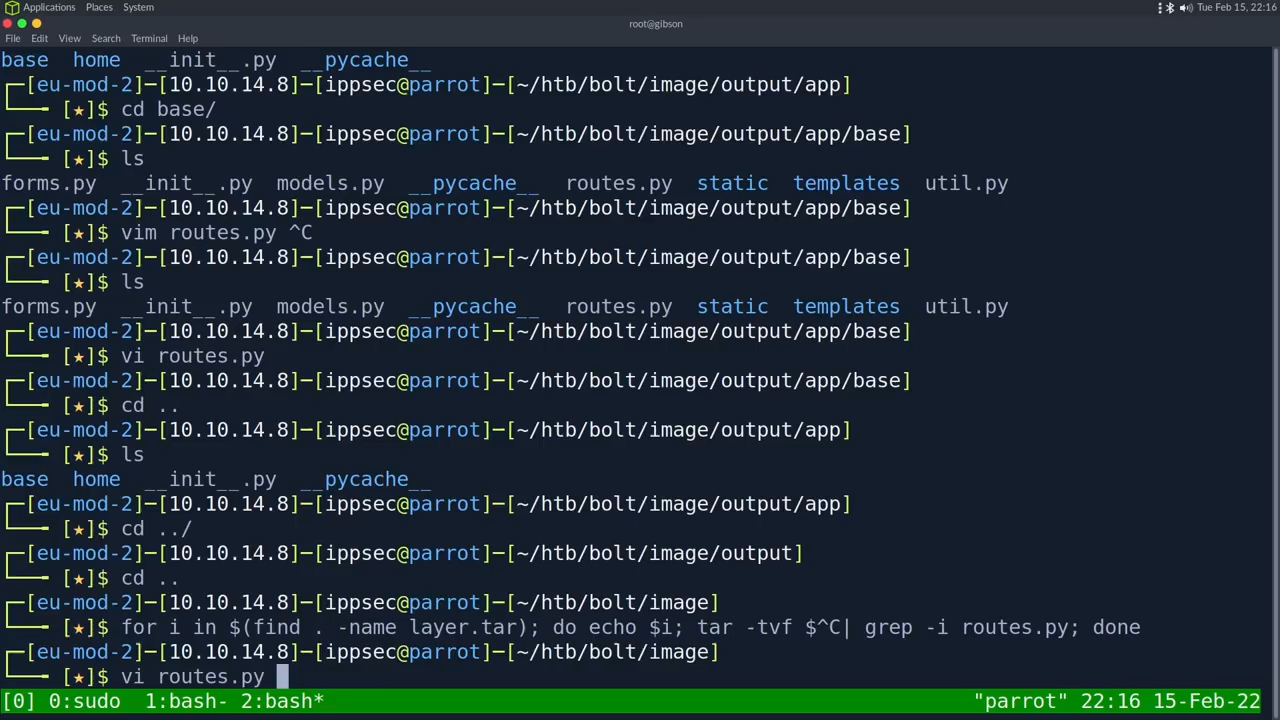 Applications Places System Tue Feb 15, 22:16
root@gibson
File Edit View Search Terminal Help
base home __init__.py __pycache__
┌─[eu-mod-2]─[10.10.14.8]─[ippsec@parrot]─[~/htb/bolt/image/output/app]
└──╼ [★]$ cd base/
┌─[eu-mod-2]─[10.10.14.8]─[ippsec@parrot]─[~/htb/bolt/image/output/app/base]
└──╼ [★]$ ls
forms.py __init__.py models.py __pycache__ routes.py static templates util.py
┌─[eu-mod-2]─[10.10.14.8]─[ippsec@parrot]─[~/htb/bolt/image/output/app/base]
└──╼ [★]$ vim routes.py ^C
┌─[eu-mod-2]─[10.10.14.8]─[ippsec@parrot]─[~/htb/bolt/image/output/app/base]
└──╼ [★]$ ls
forms.py __init__.py models.py __pycache__ routes.py static templates util.py
┌─[eu-mod-2]─[10.10.14.8]─[ippsec@parrot]─[~/htb/bolt/image/output/app/base]
└──╼ [★]$ vi routes.py
┌─[eu-mod-2]─[10.10.14.8]─[ippsec@parrot]─[~/htb/bolt/image/output/app/base]
└──╼ [★]$ cd ..
┌─[eu-mod-2]─[10.10.14.8]─[ippsec@parrot]─[~/htb/bolt/image/output/app]
└──╼ [★]$ ls
base home __init__.py __pycache__
┌─[eu-mod-2]─[10.10.14.8]─[ippsec@parrot]─[~/htb/bolt/image/output/app]
└──╼ [★]$ cd ../
┌─[eu-mod-2]─[10.10.14.8]─[ippsec@parrot]─[~/htb/bolt/image/output]
└──╼ [★]$ cd ..
┌─[eu-mod-2]─[10.10.14.8]─[ippsec@parrot]─[~/htb/bolt/image]
└──╼ [★]$ for i in $(find . -name layer.tar); do echo $i; tar -tvf $^C| grep -i routes.py; done
┌─[eu-mod-2]─[10.10.14.8]─[ippsec@parrot]─[~/htb/bolt/image]
└──╼ [★]$ vi routes.py
[0] 0:sudo 1:bash- 2:bash* "parrot" 22:16 15-Feb-22